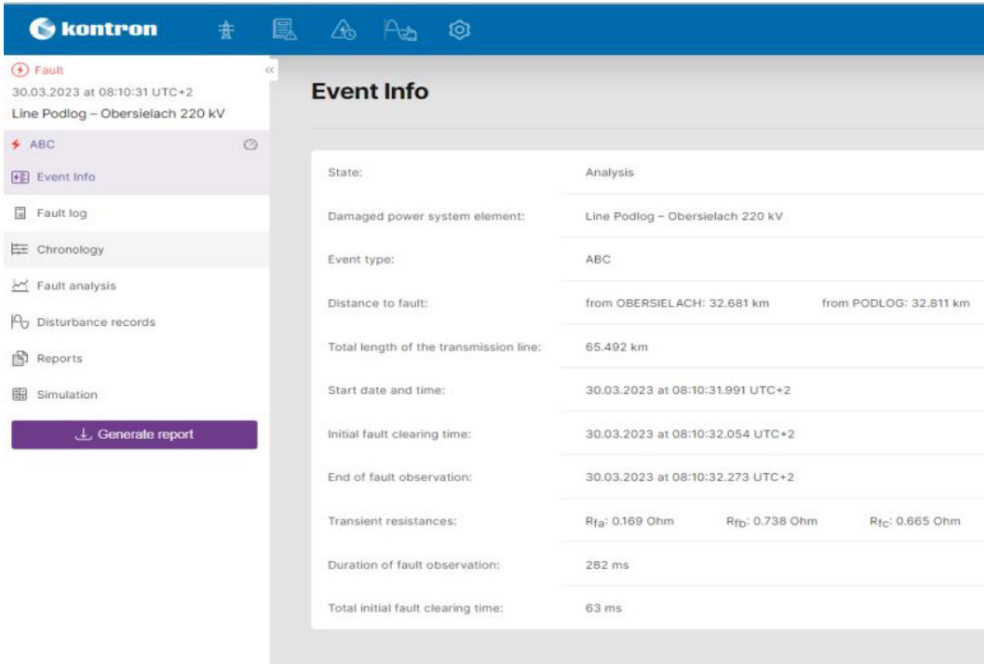 kontron
Fault
30.03.2023 at 08:10:31 UTC+2
Line Podlog – Obersielach 220 kV
ABC
Event Info
Fault log
Chronology
Fault analysis
Disturbance records
Reports
Simulation
Generate report
Event Info
State: Analysis
Damaged power system element: Line Podlog – Obersielach 220 kV
Event type: ABC
Distance to fault: from OBERSIELACH: 32.681 km from PODLOG: 32.811 km
Total length of the transmission line: 65.492 km
Start date and time: 30.03.2023 at 08:10:31.991 UTC+2
Initial fault clearing time: 30.03.2023 at 08:10:32.054 UTC+2
End of fault observation: 30.03.2023 at 08:10:32.273 UTC+2
Transient resistances: Rfa: 0.169 Ohm Rfb: 0.738 Ohm Rfc: 0.665 Ohm
Duration of fault observation: 282 ms
Total initial fault clearing time: 63 ms